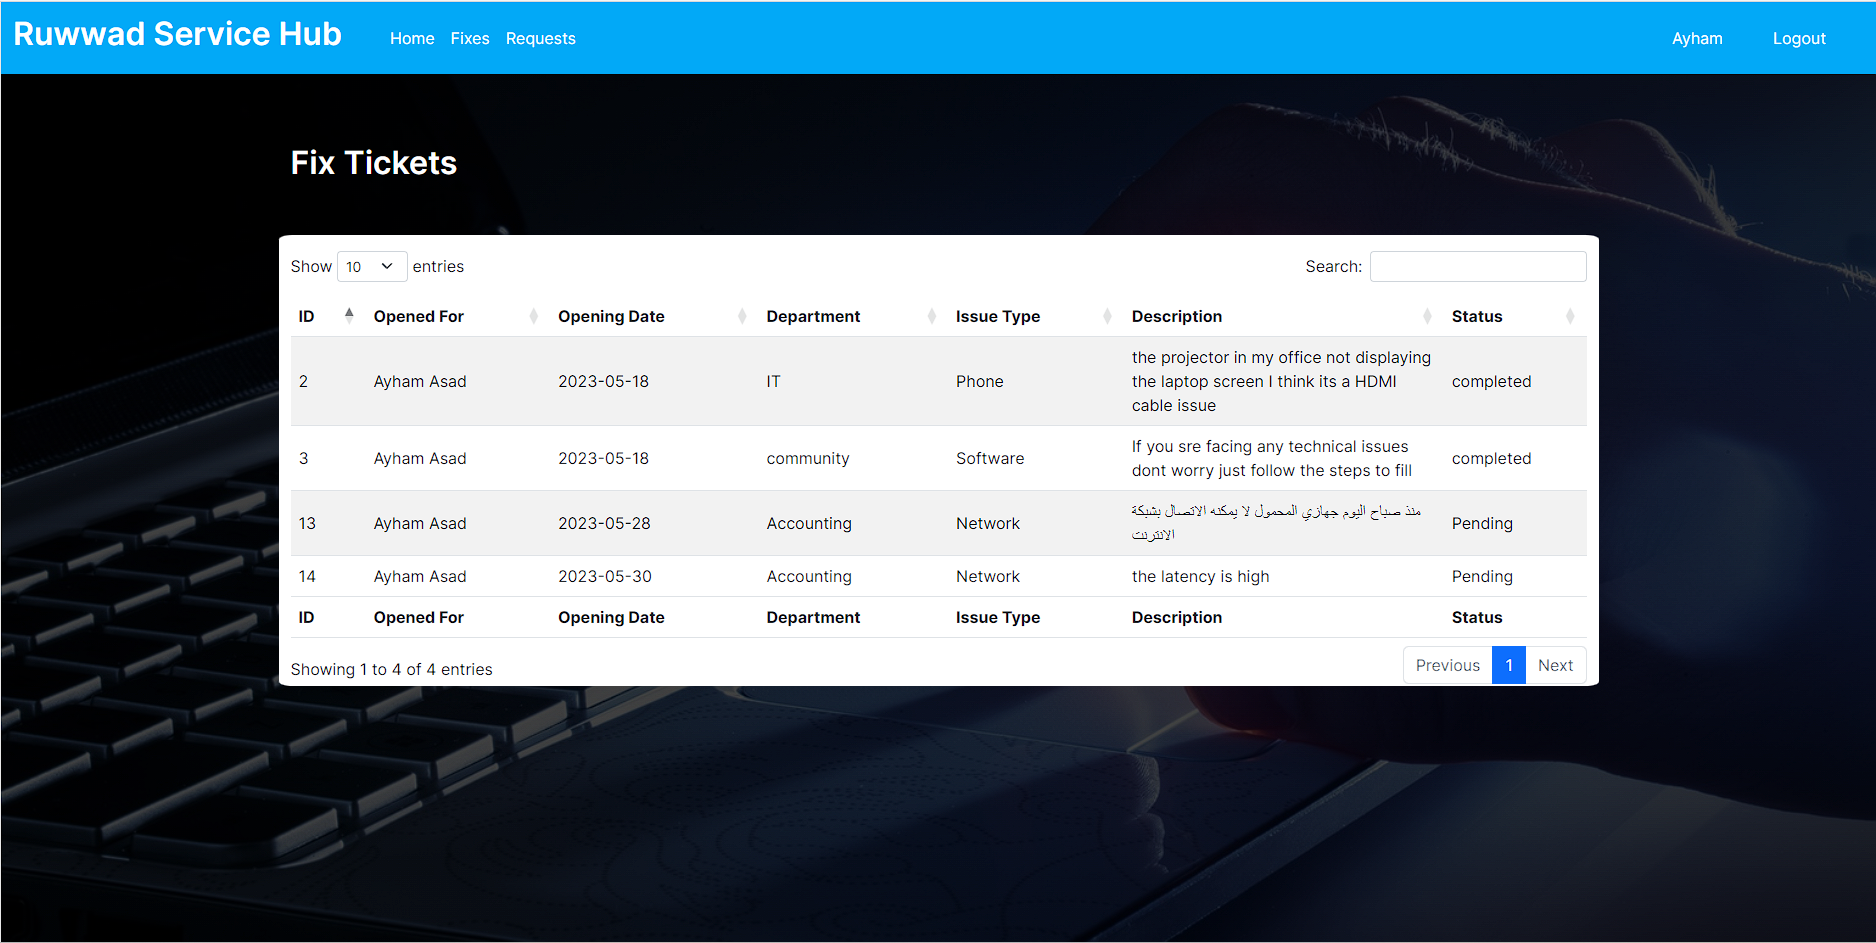 Ruwwad Service Hub Home Fixes Requests Ayham Logout
Fix Tickets
Show 10 entries Search:
ID Opened For Opening Date Department Issue Type Description Status
2 Ayham Asad 2023-05-18 IT Phone the projector in my office not displaying
the laptop screen I think its a HDMI
cable issue completed
3 Ayham Asad 2023-05-18 community Software If you sre facing any technical issues
dont worry just follow the steps to fill completed
13 Ayham Asad 2023-05-28 Accounting Network منذ صباح اليوم جهازي المحمول لا يمكنه الاتصال بشبكة
الانترنت Pending
14 Ayham Asad 2023-05-30 Accounting Network the latency is high Pending
ID Opened For Opening Date Department Issue Type Description Status
Showing 1 to 4 of 4 entries Previous 1 Next